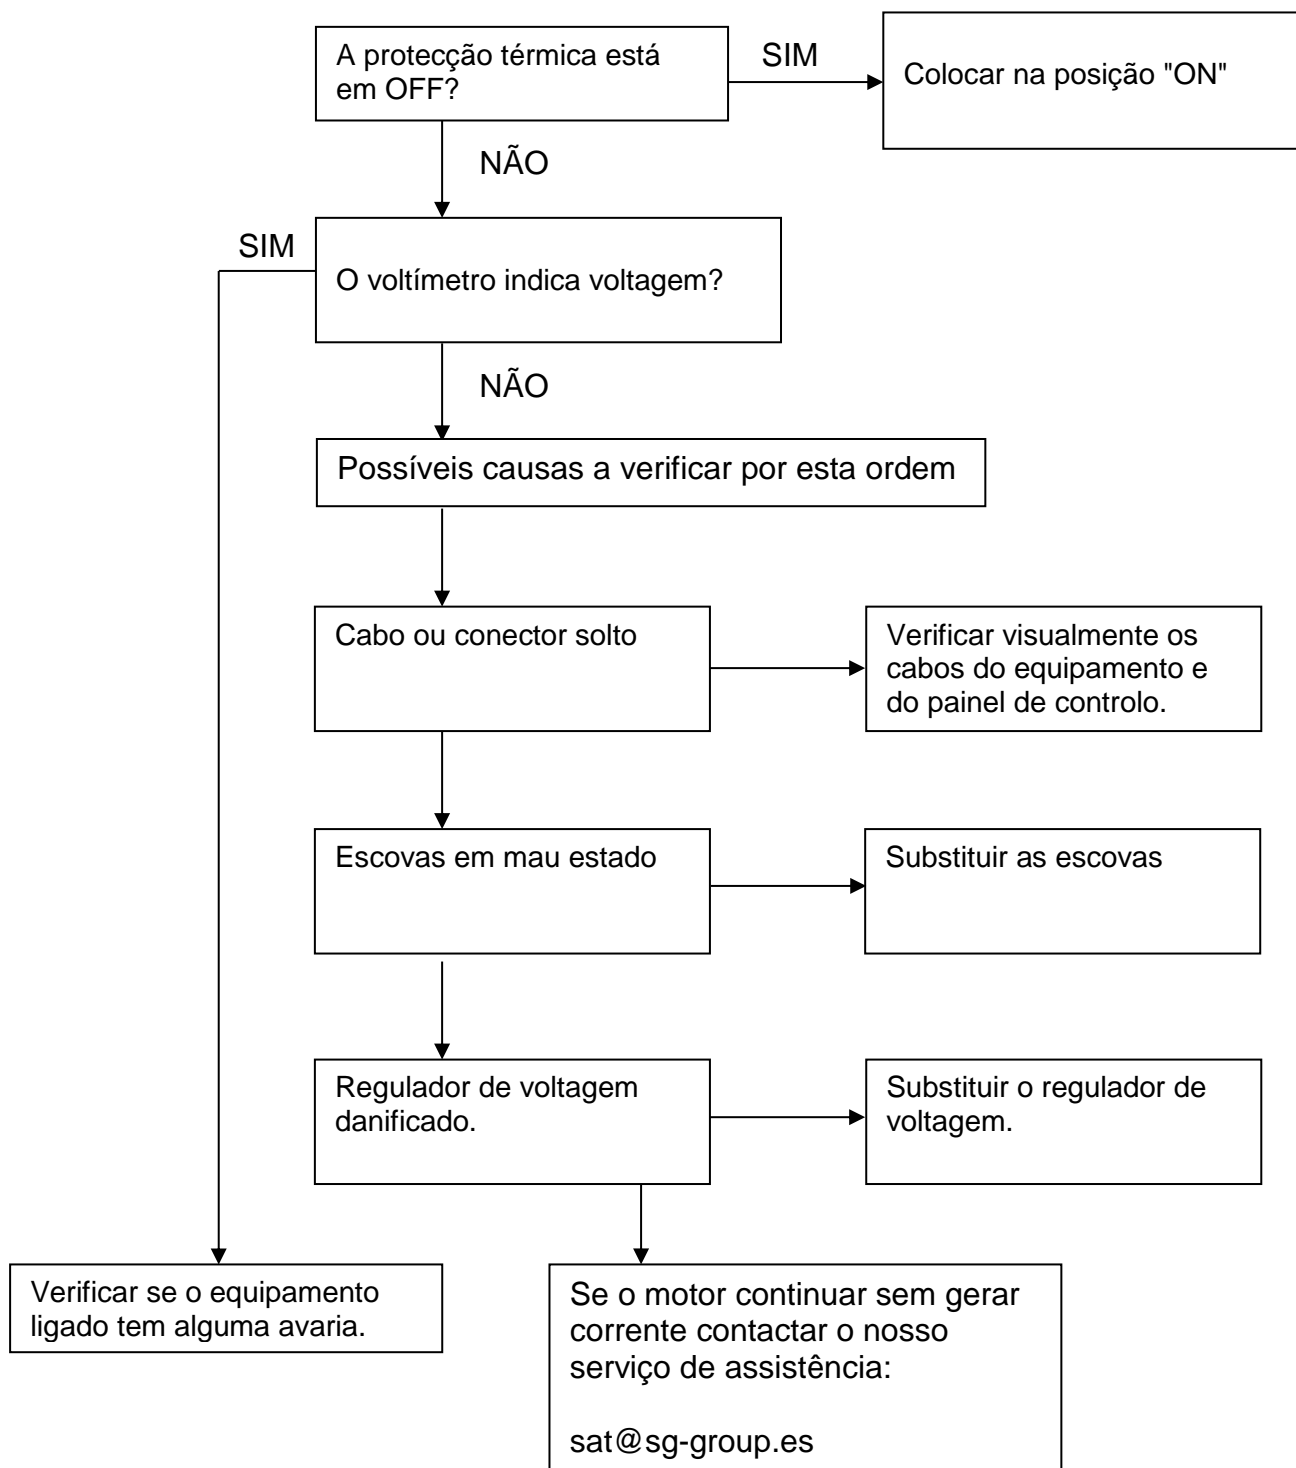 A protecção térmica está
em OFF?
SIM
Colocar na posição "ON"
NÃO
SIM
O voltímetro indica voltagem?
NÃO
Possíveis causas a verificar por esta ordem
Cabo ou conector solto
Verificar visualmente os
cabos do equipamento e
do painel de controlo.
Escovas em mau estado
Substituir as escovas
Regulador de voltagem
danificado.
Substituir o regulador de
voltagem.
Verificar se o equipamento
ligado tem alguma avaria.
Se o motor continuar sem gerar
corrente contactar o nosso
serviço de assistência:
sat@sg-group.es